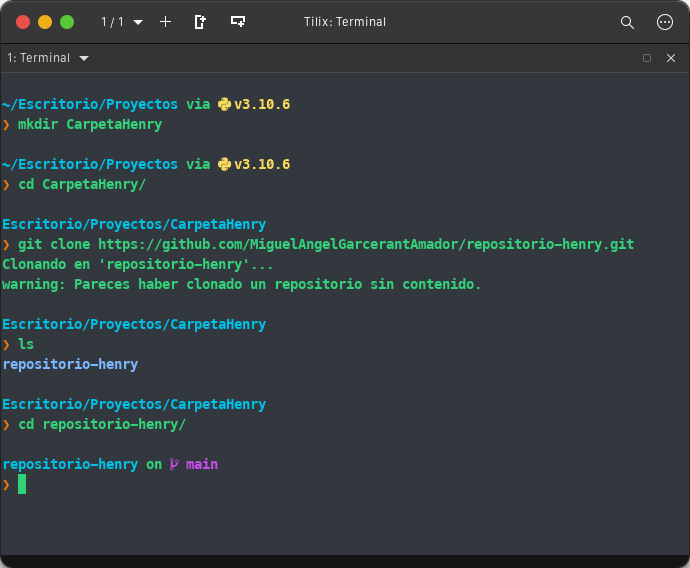 1 / 1
Tilix: Terminal
1: Terminal
~/Escritorio/Proyectos via v3.10.6
❯ mkdir CarpetaHenry
~/Escritorio/Proyectos via v3.10.6
❯ cd CarpetaHenry/
Escritorio/Proyectos/CarpetaHenry
❯ git clone https://github.com/MiguelAngelGarcerantAmador/repositorio-henry.git
Clonando en 'repositorio-henry'...
warning: Pareces haber clonado un repositorio sin contenido.
Escritorio/Proyectos/CarpetaHenry
❯ ls
repositorio-henry
Escritorio/Proyectos/CarpetaHenry
❯ cd repositorio-henry/
repositorio-henry on main
❯